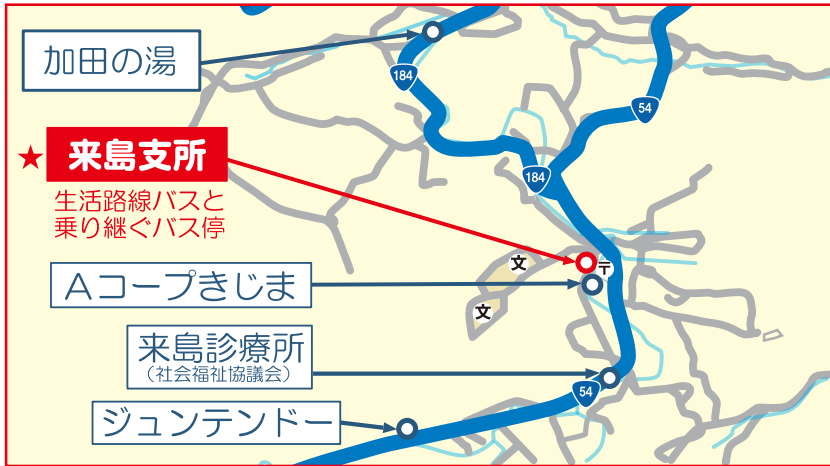 加田の湯
184
54
★ 来島支所
生活路線バスと
乗り継ぐバス停
184
文
〒
Aコープきじま
文
来島診療所
（社会福祉協議会）
54
ジュンテンドー